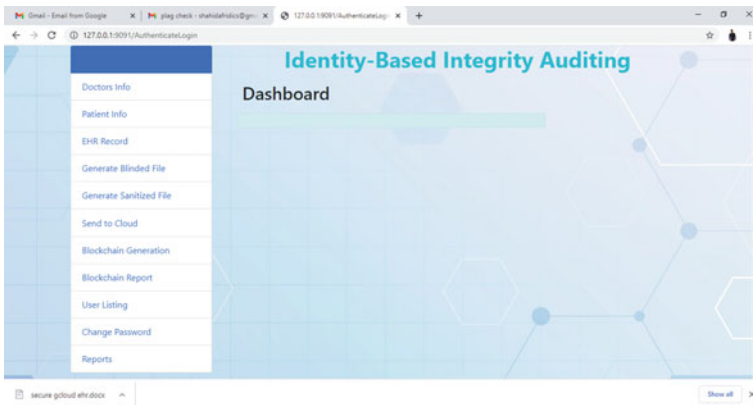 Gmail - Email from Google
plag check - shahidafridics@gm
127.0.0.1:9091/AuthenticateLog
127.0.0.1:9091/AuthenticateLogin
Identity-Based Integrity Auditing
Dashboard
Doctors Info
Patient Info
EHR Record
Generate Blinded File
Generate Sanitized File
Send to Cloud
Blockchain Generation
Blockchain Report
User Listing
Change Password
Reports
secure gcloud ehr.docx
Show all